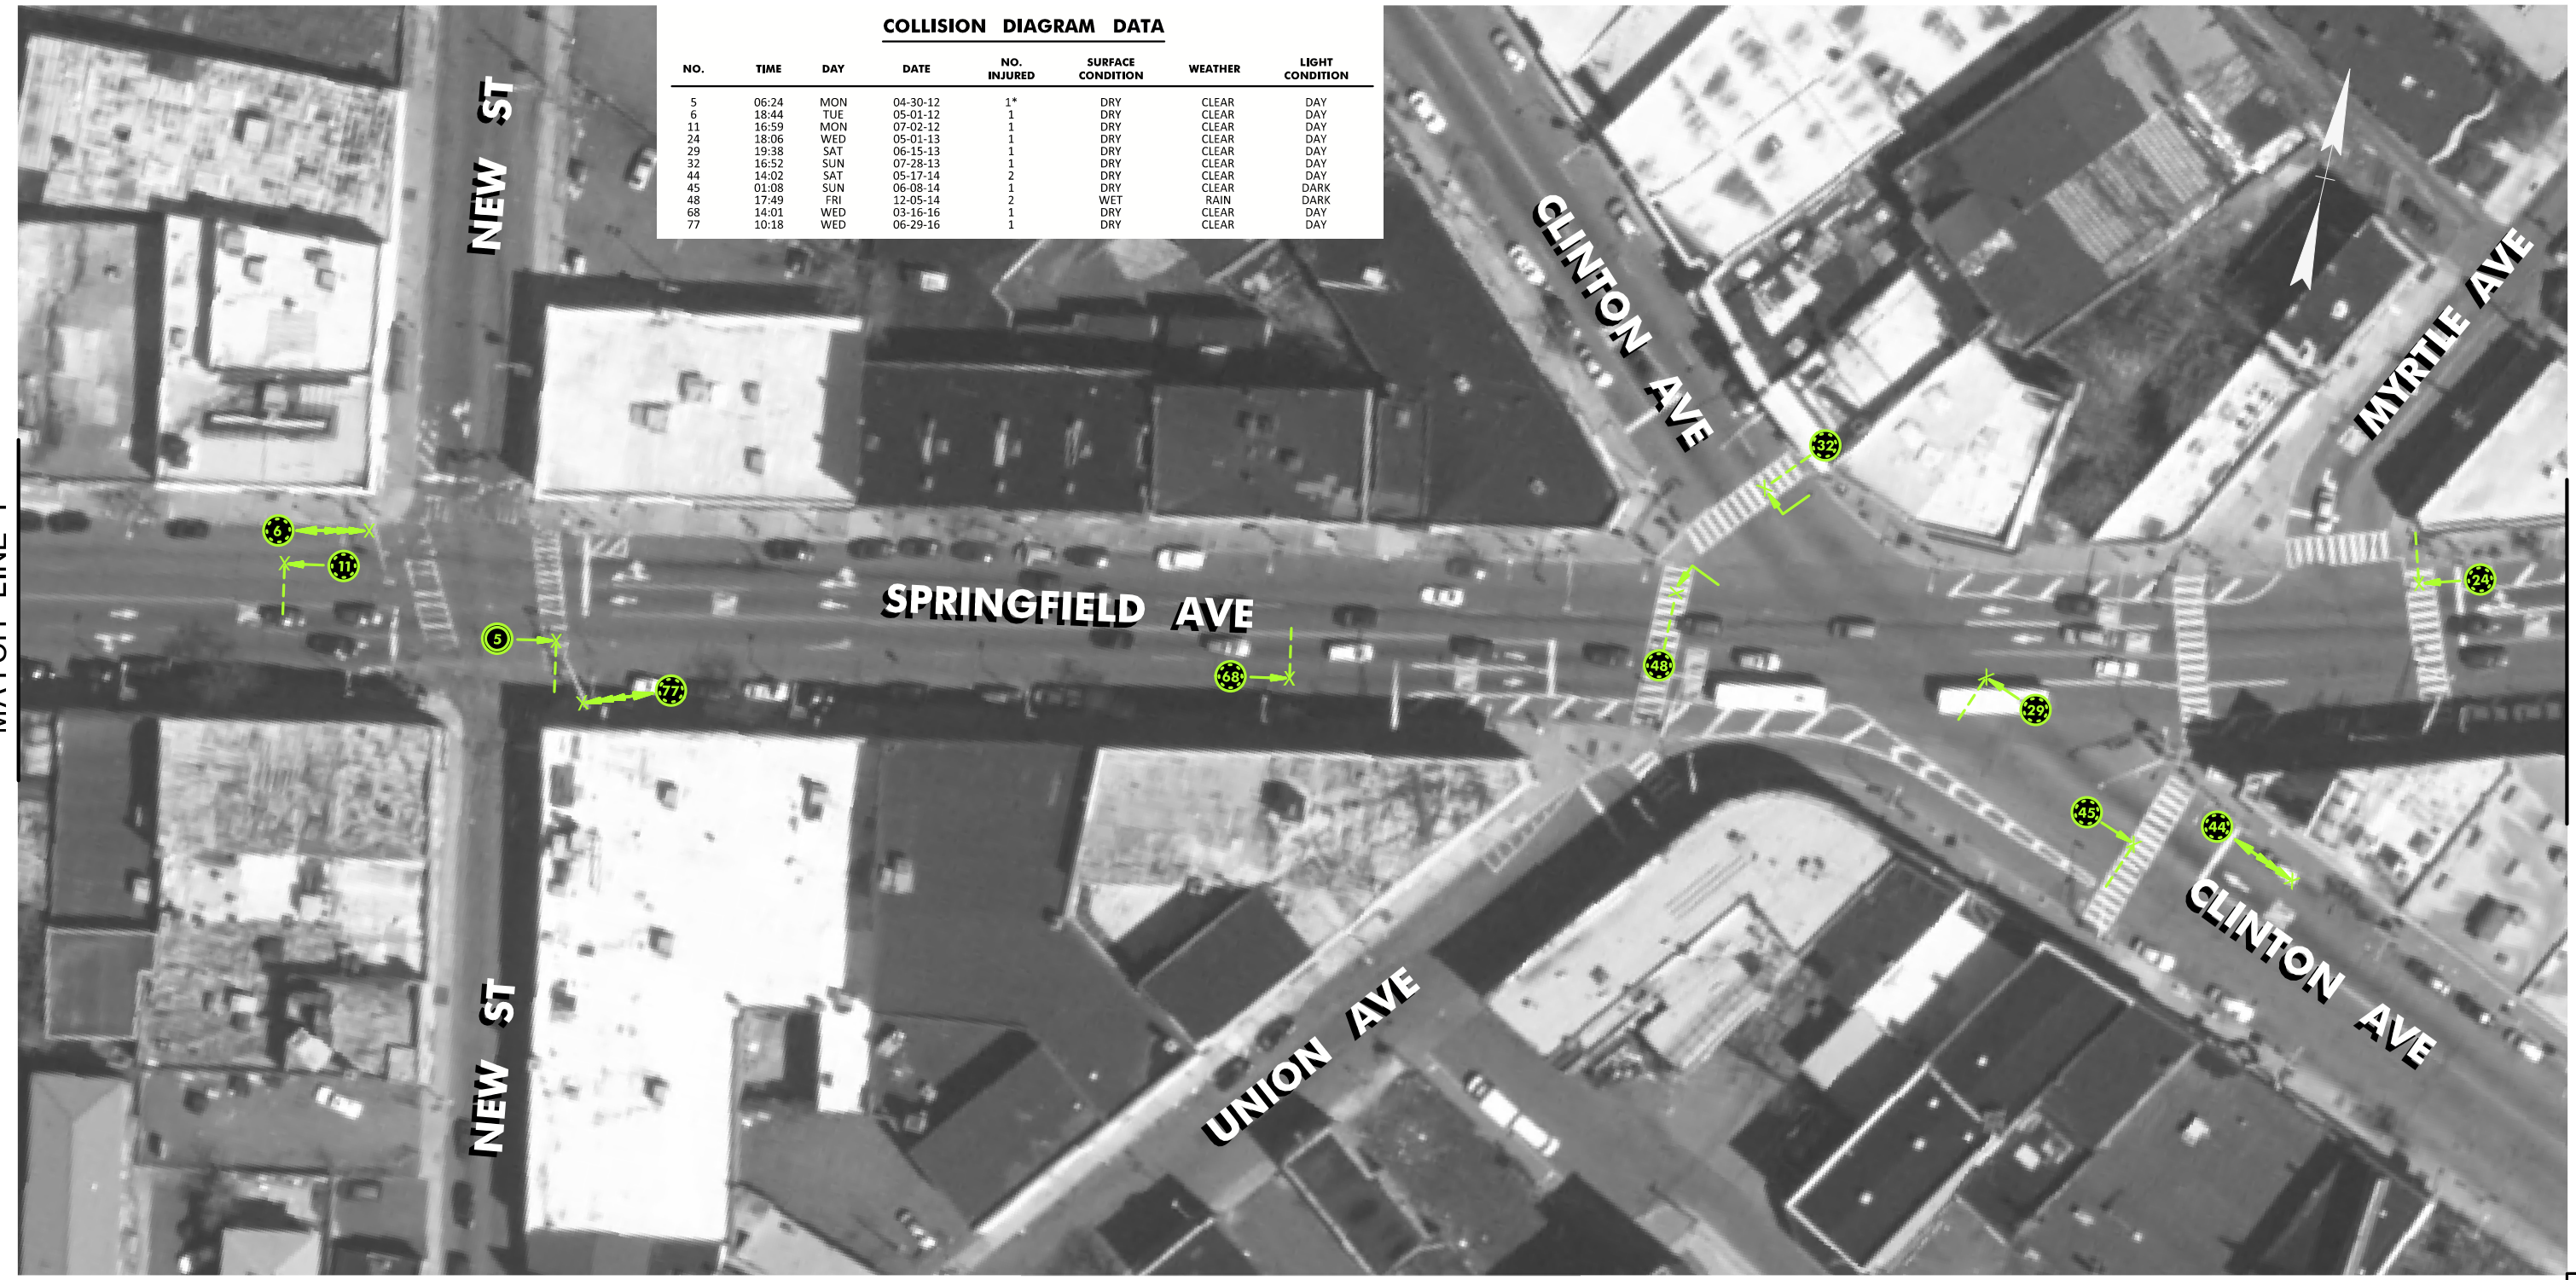 COLLISION DIAGRAM DATA
NO. TIME DAY DATE NO. INJURED SURFACE CONDITION WEATHER LIGHT CONDITION
5 06:24 MON 04-30-12 1* DRY CLEAR DAY
6 18:44 TUE 05-01-12 1 DRY CLEAR DAY
11 16:59 MON 07-02-12 1 DRY CLEAR DAY
24 18:06 WED 05-01-13 1 DRY CLEAR DAY
29 19:38 SAT 06-15-13 1 DRY CLEAR DAY
32 16:52 SUN 07-28-13 1 DRY CLEAR DAY
44 14:02 SAT 05-17-14 2 DRY CLEAR DAY
45 01:08 SUN 06-08-14 1 DRY CLEAR DARK
48 17:49 FRI 12-05-14 2 WET RAIN DARK
68 14:01 WED 03-16-16 1 DRY CLEAR DAY
77 10:18 WED 06-29-16 1 DRY CLEAR DAY
NEW ST
CLINTON AVE
MYRTLE AVE
32
6
11
24
SPRINGFIELD AVE
5
48
68
77
29
45
44
CLINTON AVE
NEW ST
UNION AVE